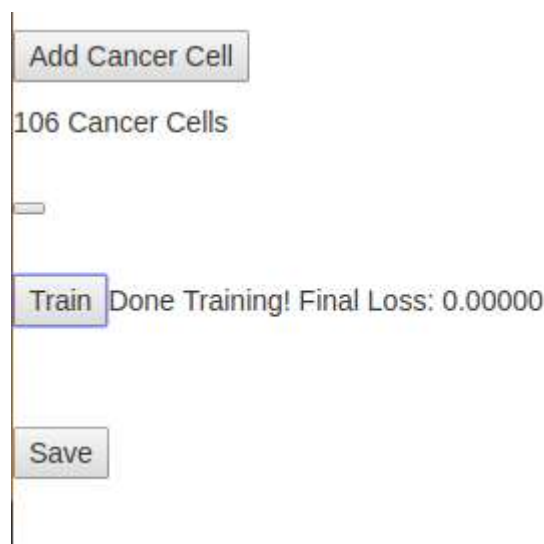 Add Cancer Cell
106 Cancer Cells
Train Done Training! Final Loss: 0.00000
Save